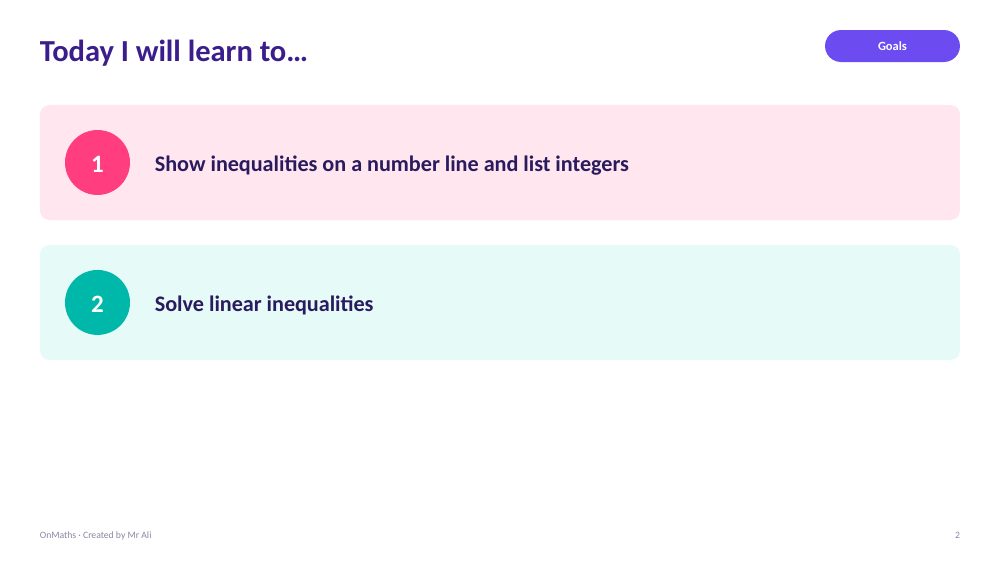 Today I will learn to...
Goals
1
Show inequalities on a number line and list integers
2
Solve linear inequalities
OnMaths · Created by Mr Ali
2